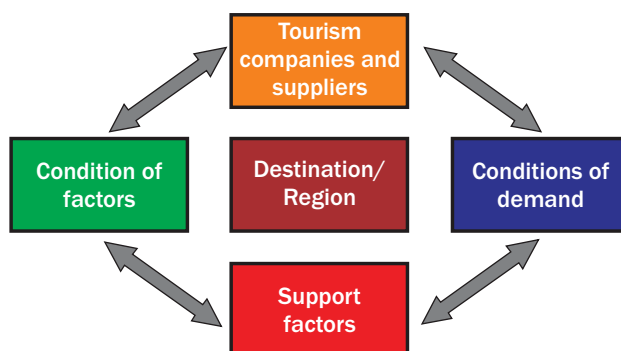 Tourism
companies and
suppliers
Condition of
factors
Destination/
Region
Conditions of
demand
Support
factors